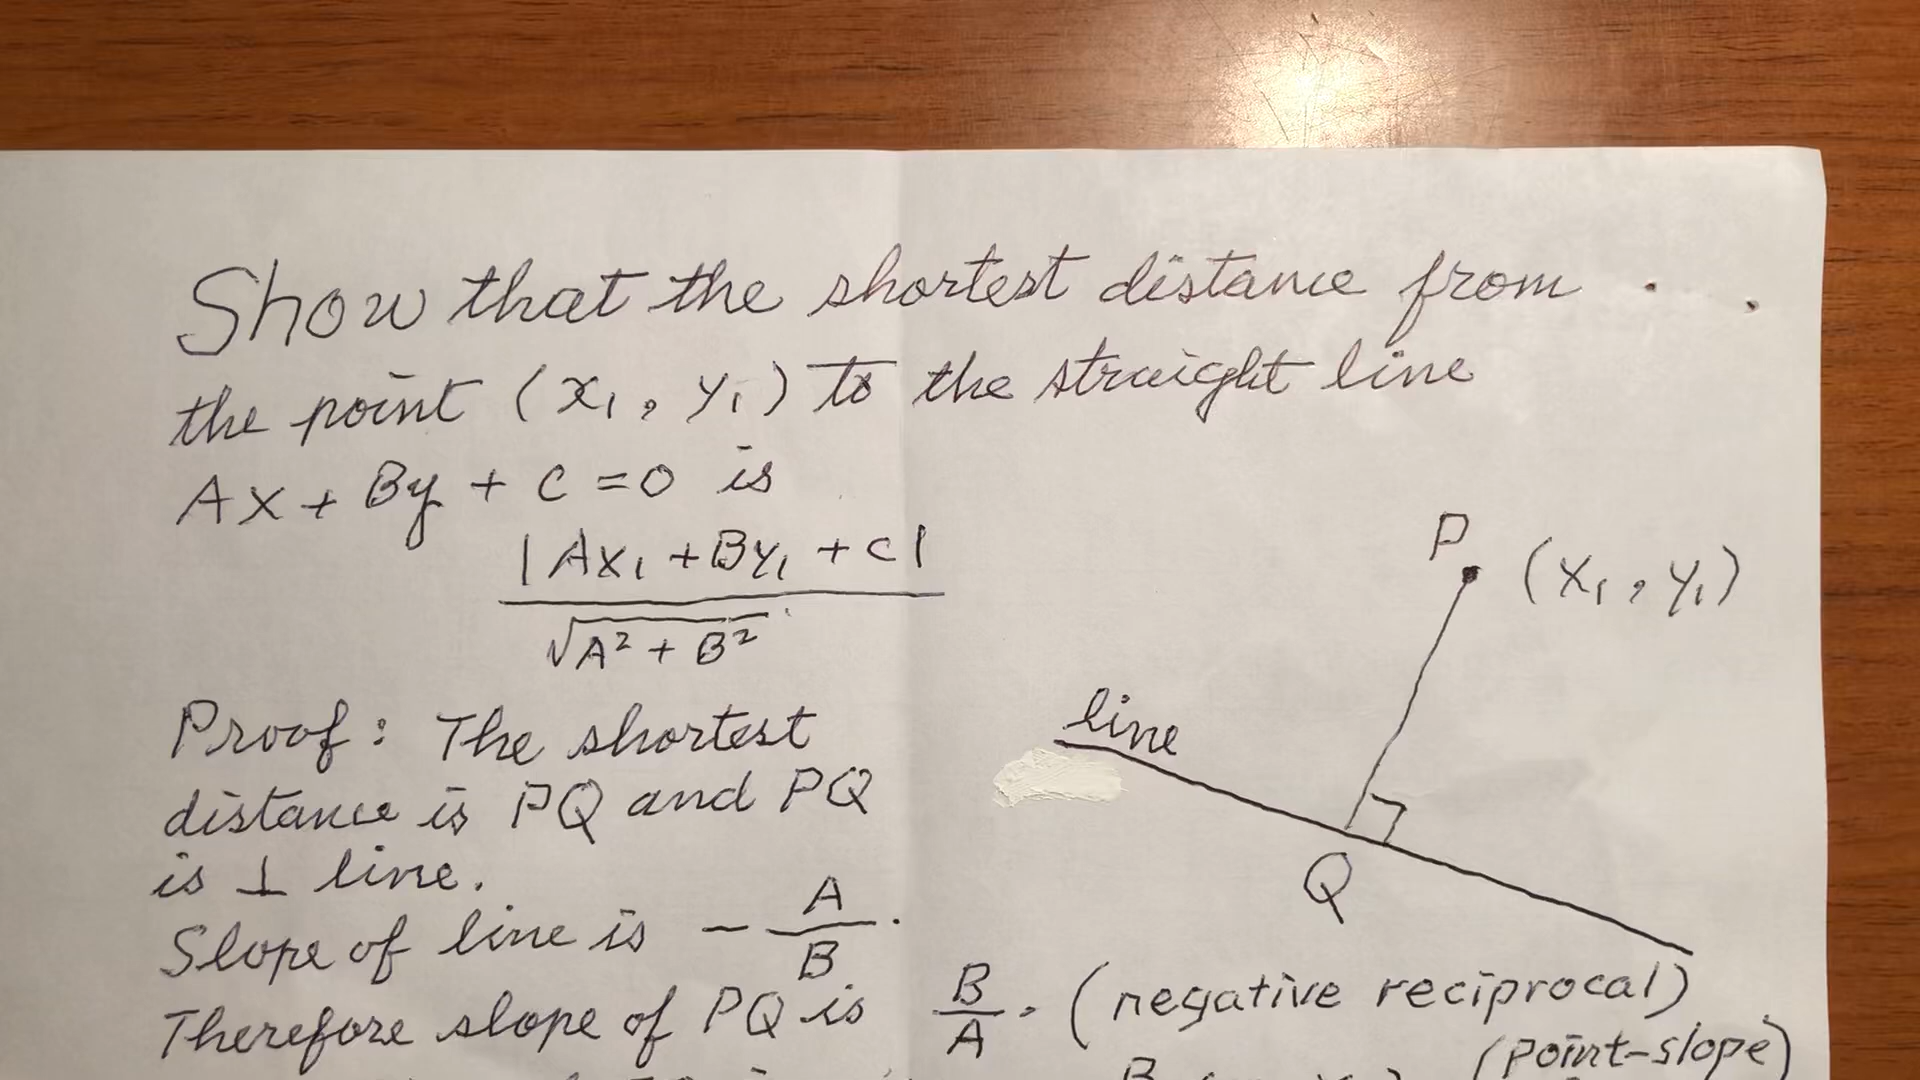 Show that the shortest distance from
the point (x₁, y₁) to the straight line
Ax + By + C = 0 is
|Ax₁ + By₁ + C|
√A² + B²
P (x₁, y₁)
line
Q
Proof: The shortest
distance is PQ and PQ
is ⊥ line.
Slope of line is - A/B.
Therefore slope of PQ is B/A. (negative reciprocal)
(point-slope)